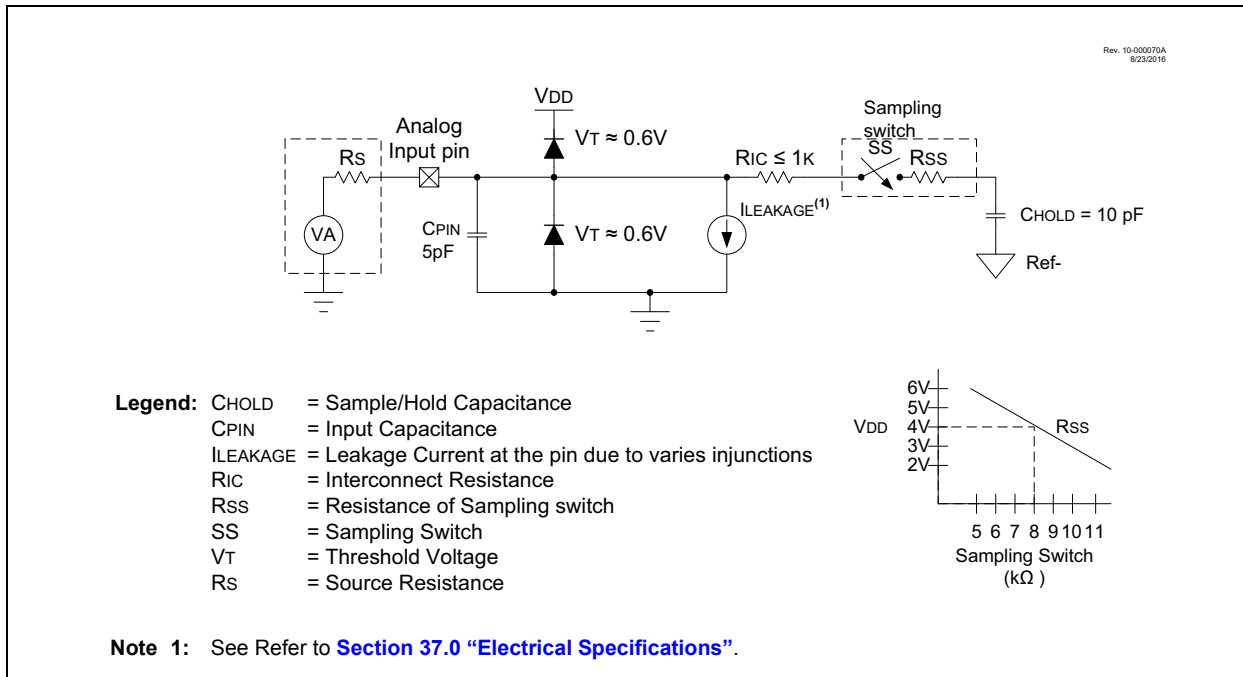 Rev. 10-000070A
8/23/2016
VDD
Sampling
switch
Analog
Input pin
VT ≈ 0.6V
RS
RIC ≤ 1K
SS
RSS
ILEAKAGE(1)
CHOLD = 10 pF
VA
CPIN
5pF
VT ≈ 0.6V
Ref-
Legend: CHOLD = Sample/Hold Capacitance
CPIN = Input Capacitance
ILEAKAGE = Leakage Current at the pin due to varies injunctions
RIC = Interconnect Resistance
RSS = Resistance of Sampling switch
SS = Sampling Switch
VT = Threshold Voltage
RS = Source Resistance
6V
5V
VDD
4V
RSS
3V
2V
5 6 7 8 9 10 11
Sampling Switch
(kΩ )
Note 1: See Refer to Section 37.0 “Electrical Specifications”.